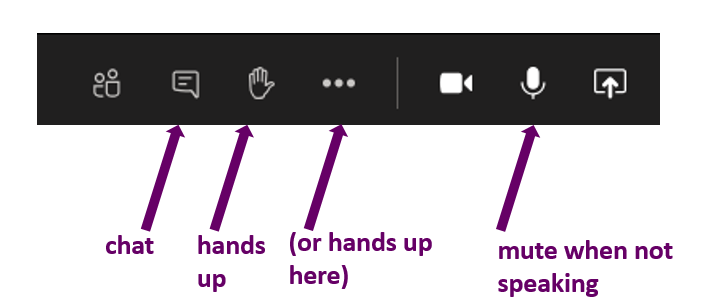 chat
hands
up
(or hands up
here)
mute when not
speaking